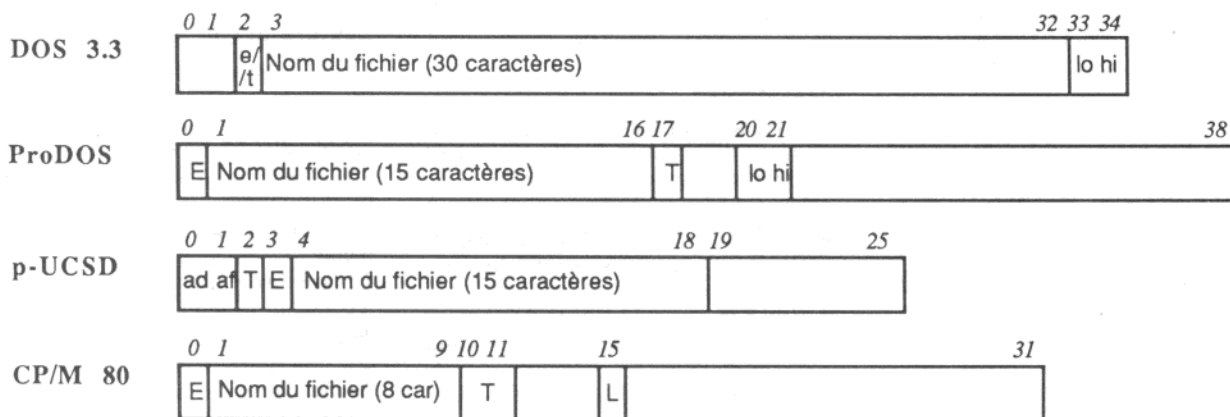 0 1 2 3 32 33 34
DOS 3.3
e/
/t
Nom du fichier (30 caractères)
lo hi
0 1 16 17 20 21 38
ProDOS
E Nom du fichier (15 caractères) T lo hi
0 1 2 3 4 18 19 25
p-UCSD
ad af T E Nom du fichier (15 caractères)
0 1 9 10 11 15 31
CP/M 80
E Nom du fichier (8 car) T L